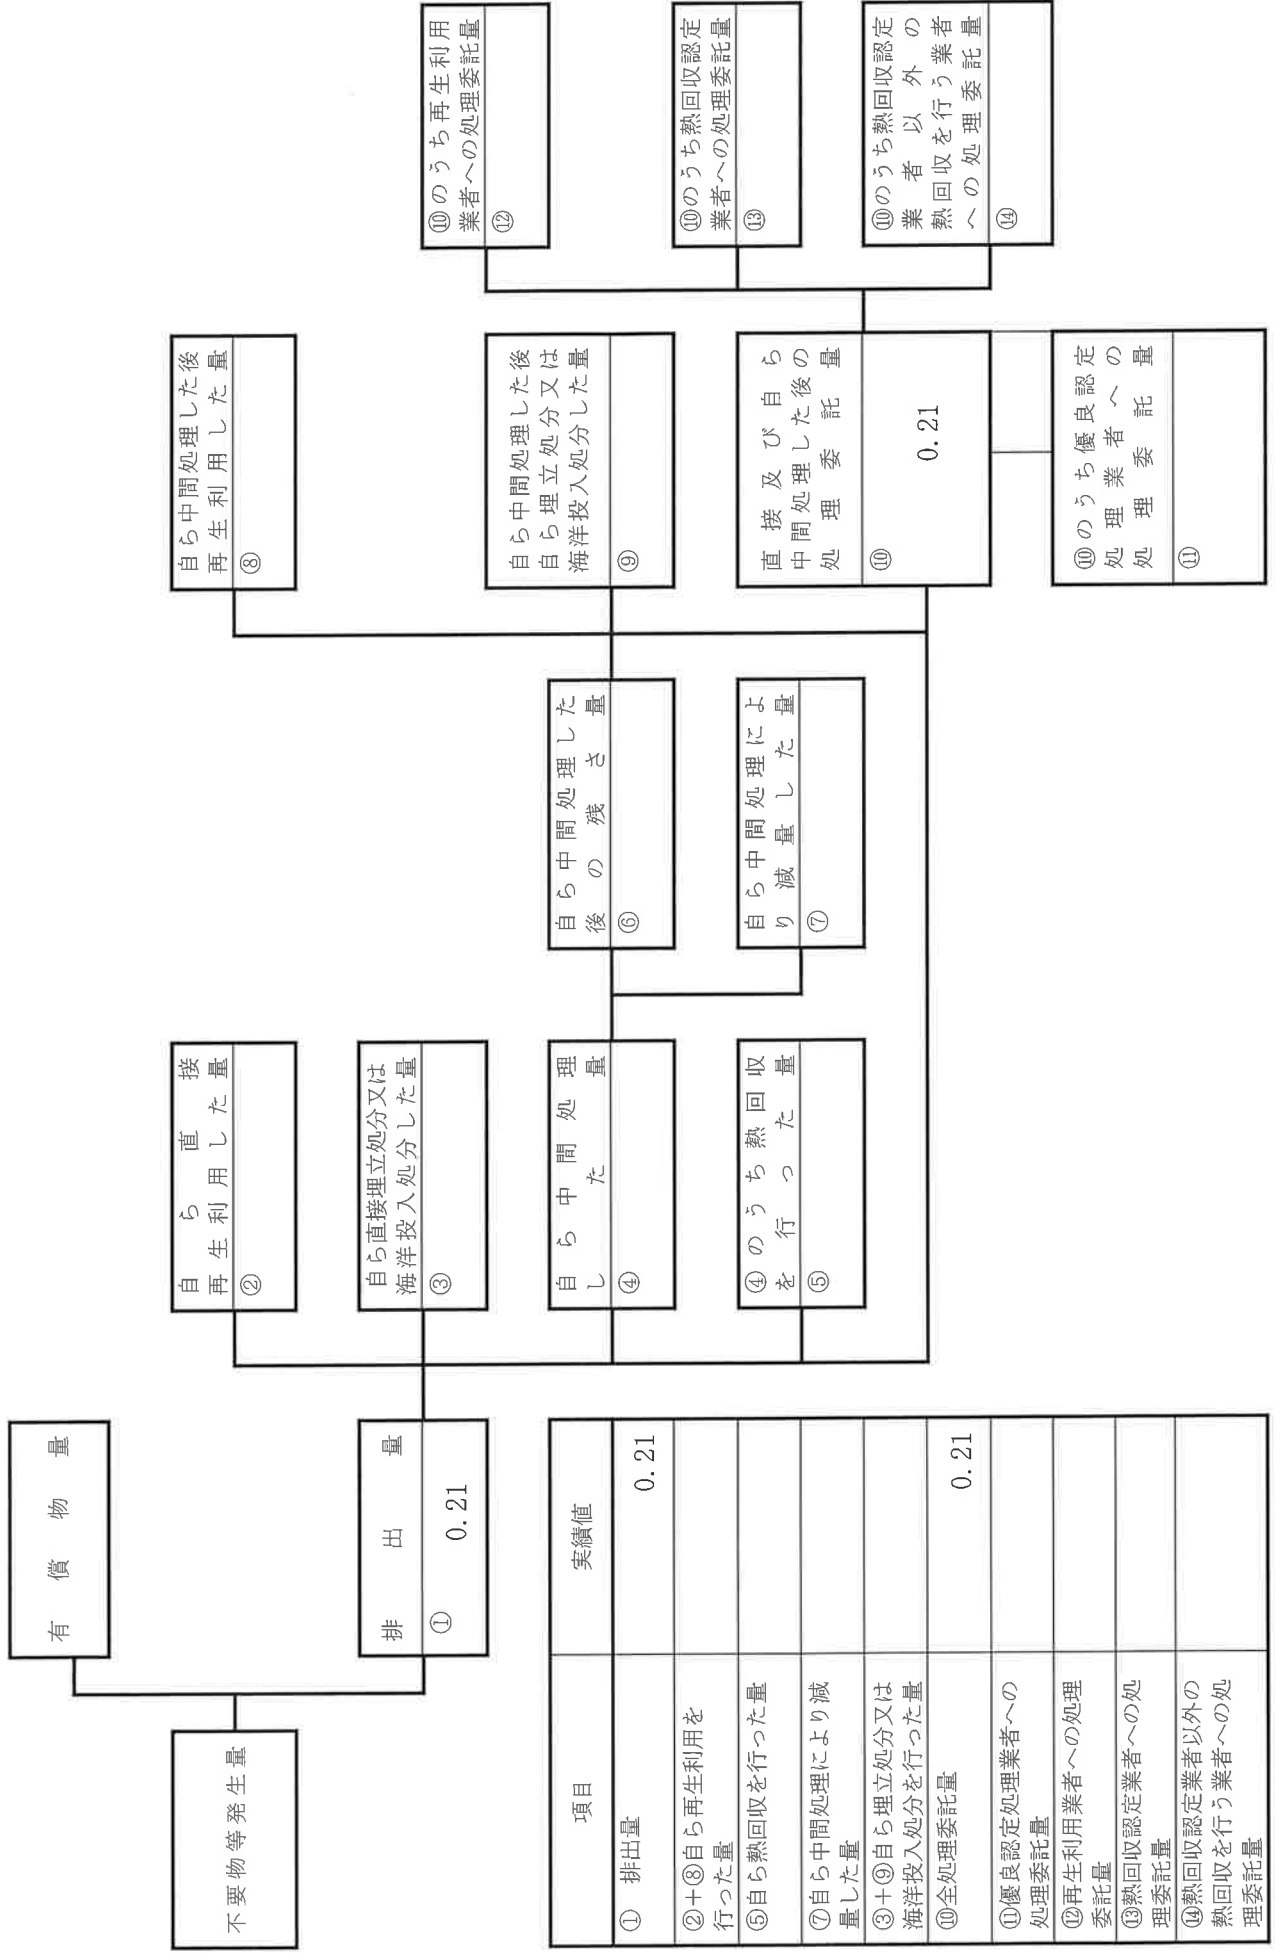 有償物量
不要物等発生量
排出量
① 0.21
自ら直接
再生利用した量
②
自ら直接埋立処分又は
海洋投入処分した量
③
自ら中間処理
した量
④
④のうち熱回収
を行った量
⑤
自ら中間処理した
後の残さ量
⑥
自ら中間処理によ
り減量した量
⑦
自ら中間処理した後
再生利用した量
⑧
自ら中間処理した後
自ら埋立処分又は
海洋投入処分した量
⑨
直接及び自ら
中間処理した後の
処理委託量
⑩
0.21
⑩のうち優良認定
処理業者への
処理委託量
⑪
⑩のうち再生利用
業者への処理委託量
⑫
⑩のうち熱回収認定
業者への処理委託量
⑬
⑩のうち熱回収認定
業者以外の
熱回収を行う業者
への処理委託量
⑭
項目 実績値
① 排出量 0.21
②+⑧自ら再生利用を
行った量
⑤自ら熱回収を行った量
⑦自ら中間処理により減
量した量
③+⑨自ら埋立処分又は
海洋投入処分を行った量
⑩全処理委託量 0.21
⑪優良認定処理業者への
処理委託量
⑫再生利用業者への処理
委託量
⑬熱回収認定業者への処
理委託量
⑭熱回収認定業者以外の
熱回収を行う業者への処
理委託量